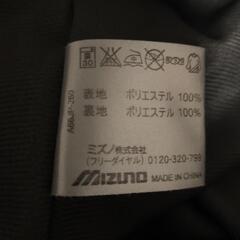 30
表地 ポリエステル 100%
裏地 ポリエステル 100%
ミズノ株式会社
(フリーダイヤル) 0120-320-799
MIZUNO MADE IN CHINA